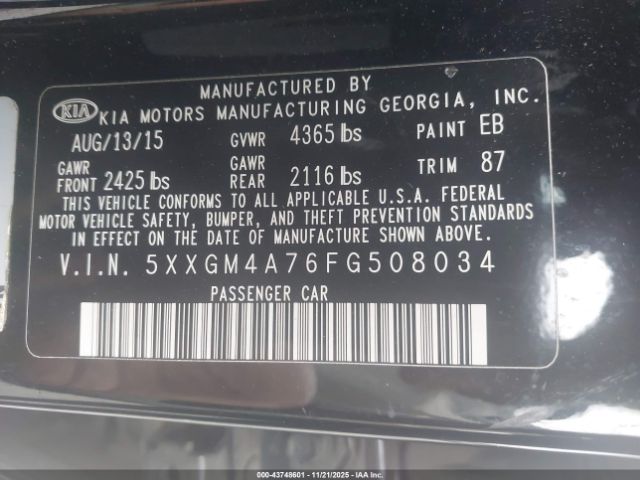 MANUFACTURED BY
KIA KIA MOTORS MANUFACTURING GEORGIA, INC.
AUG/13/15 GVWR 4365 lbs PAINT EB
GAWR FRONT 2425 lbs GAWR REAR 2116 lbs TRIM 87
THIS VEHICLE CONFORMS TO ALL APPLICABLE U.S.A. FEDERAL
MOTOR VEHICLE SAFETY, BUMPER, AND THEFT PREVENTION STANDARDS
IN EFFECT ON THE DATE OF MANUFACTURE SHOWN ABOVE.
V.I.N. 5XXGM4A76FG508034
PASSENGER CAR
000-43748601 - 11/21/2025 - IAAI.COM